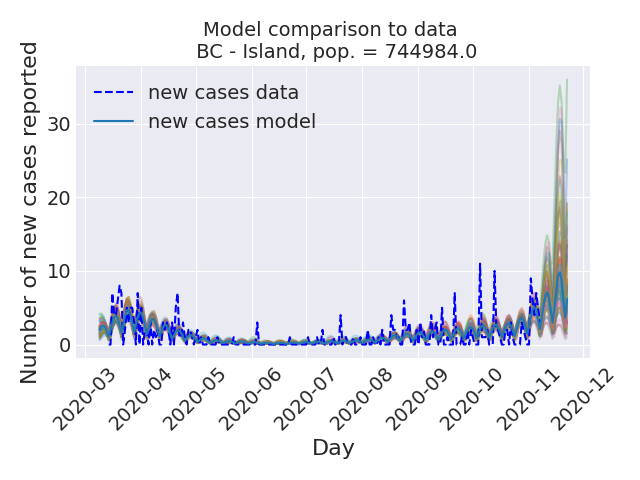 Model comparison to data
BC - Island, pop. = 744984.0
Number of new cases reported
30
20
10
0
new cases data
new cases model
2020-03
2020-04
2020-05
2020-06
2020-07
2020-08
2020-09
2020-10
2020-11
2020-12
Day